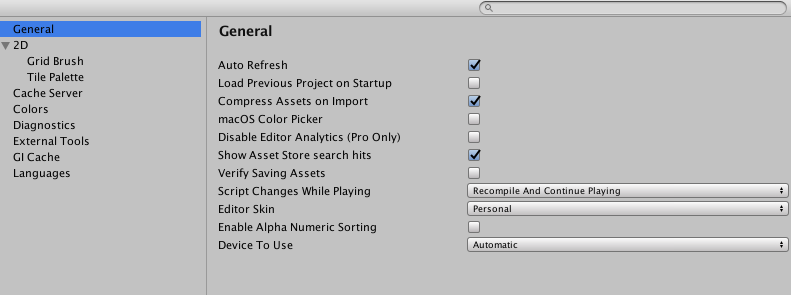 General
2D
Grid Brush
Tile Palette
Cache Server
Colors
Diagnostics
External Tools
GI Cache
Languages
General
Auto Refresh
Load Previous Project on Startup
Compress Assets on Import
macOS Color Picker
Disable Editor Analytics (Pro Only)
Show Asset Store search hits
Verify Saving Assets
Script Changes While Playing Recompile And Continue Playing
Editor Skin Personal
Enable Alpha Numeric Sorting
Device To Use Automatic